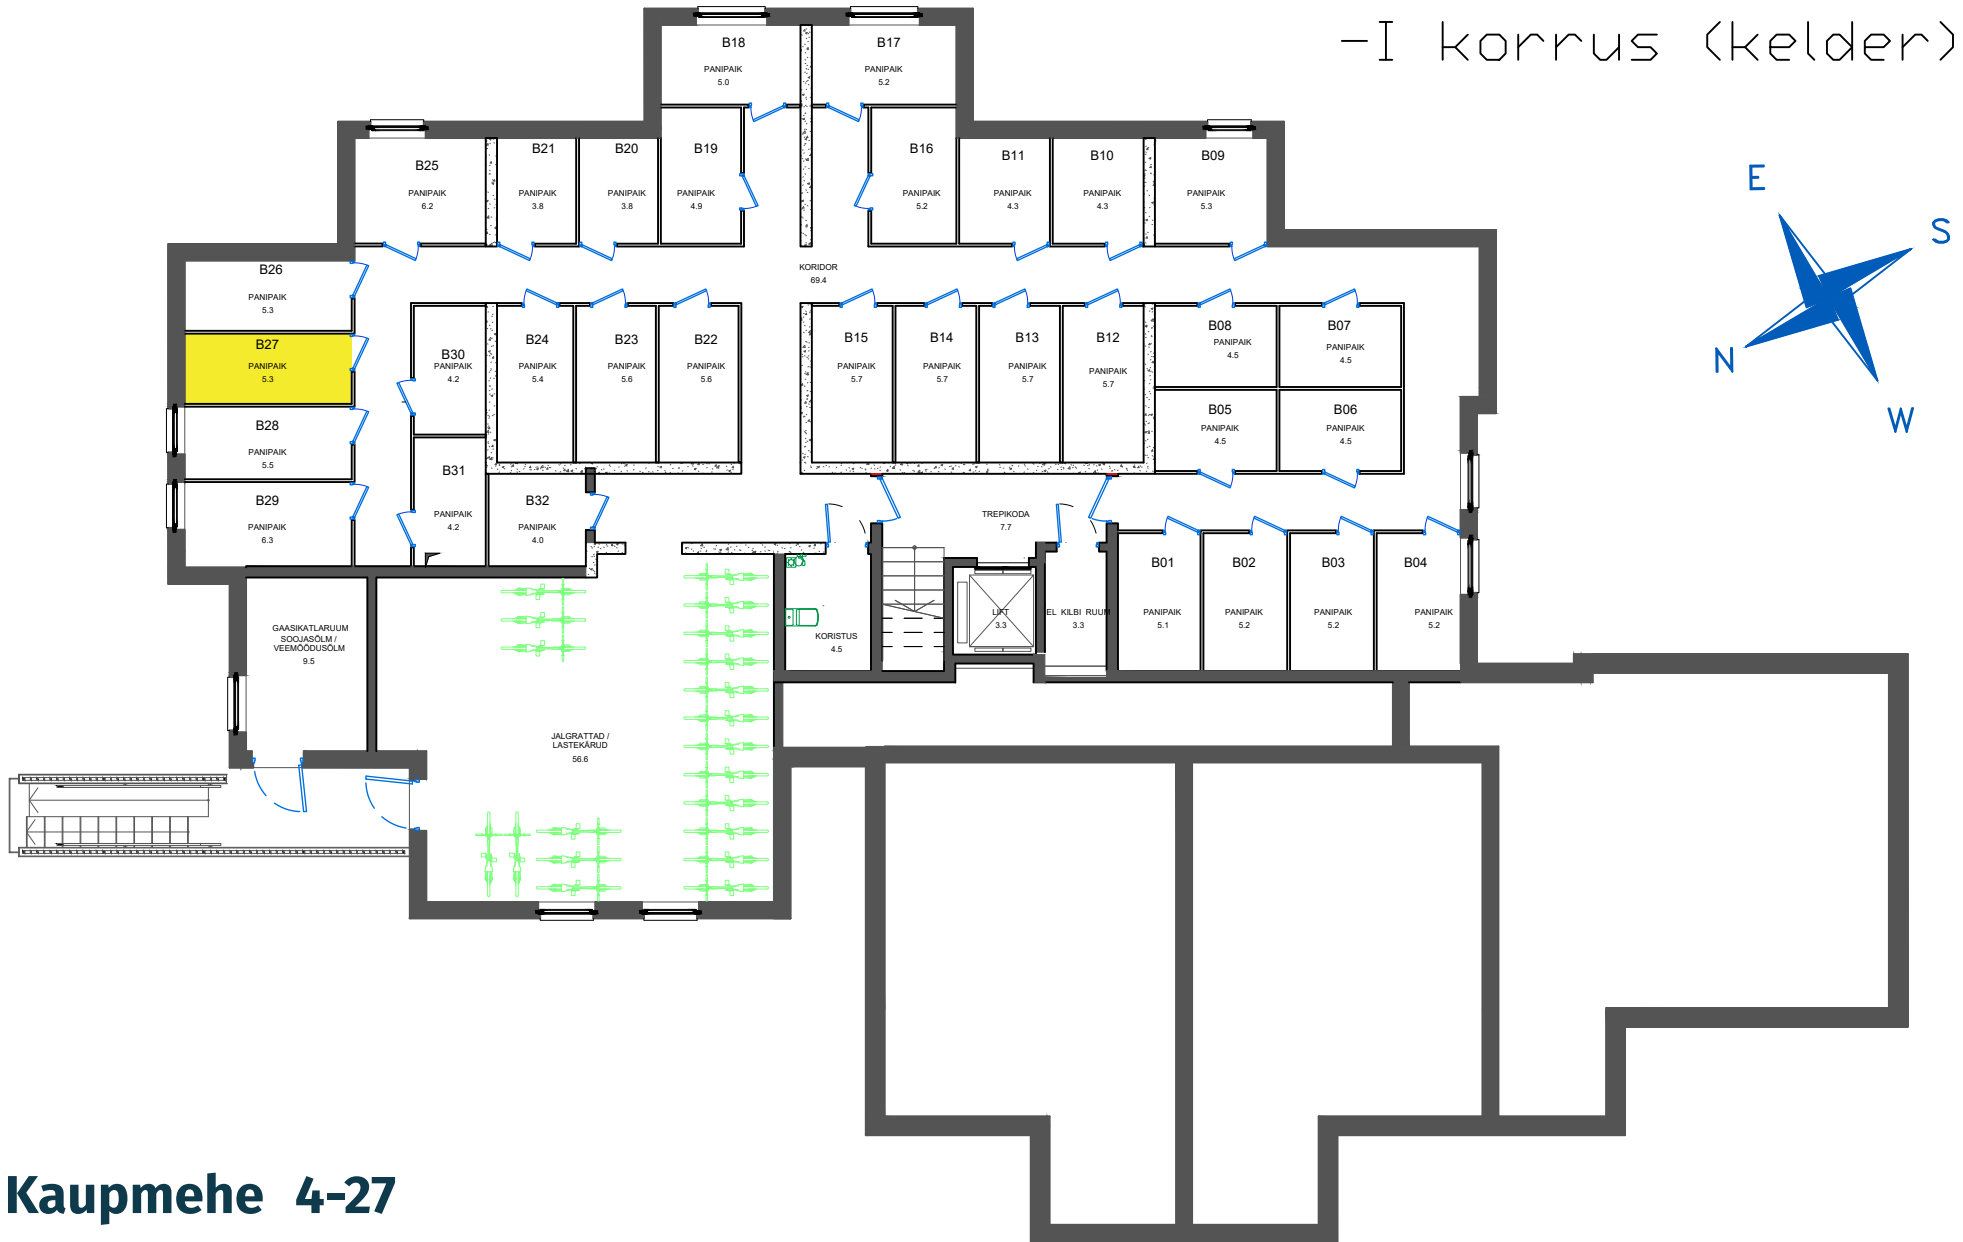 -I korrus (kelder)
B18
PANIPAIK
5.0
B17
PANIPAIK
5.2
B25
PANIPAIK
6.2
B21
PANIPAIK
3.8
B20
PANIPAIK
3.8
B19
PANIPAIK
4.9
B16
PANIPAIK
5.2
B11
PANIPAIK
4.3
B10
PANIPAIK
4.3
B09
PANIPAIK
5.3
E
S
N
W
KORIDOR
69.4
B26
PANIPAIK
5.3
B27
PANIPAIK
5.3
B28
PANIPAIK
5.5
B29
PANIPAIK
6.3
B30
PANIPAIK
4.2
B31
PANIPAIK
4.2
B24
PANIPAIK
5.4
B23
PANIPAIK
5.6
B22
PANIPAIK
5.6
B32
PANIPAIK
4.0
B15
PANIPAIK
5.7
B14
PANIPAIK
5.7
B13
PANIPAIK
5.7
B12
PANIPAIK
5.7
B08
PANIPAIK
4.5
B07
PANIPAIK
4.5
B05
PANIPAIK
4.5
B06
PANIPAIK
4.5
TREPIKODA
7.7
B01
PANIPAIK
5.1
B02
PANIPAIK
5.2
B03
PANIPAIK
5.2
B04
PANIPAIK
5.2
LIFT
3.3
EL KILBI RUUM
3.3
KORISTUS
4.5
GAASIKATLARUUM
SOOJASÕLM /
VEEMÕÕDUSÕLM
9.5
JALGRATTAD /
LASTEKÄRUD
56.6
Kaupmehe 4-27